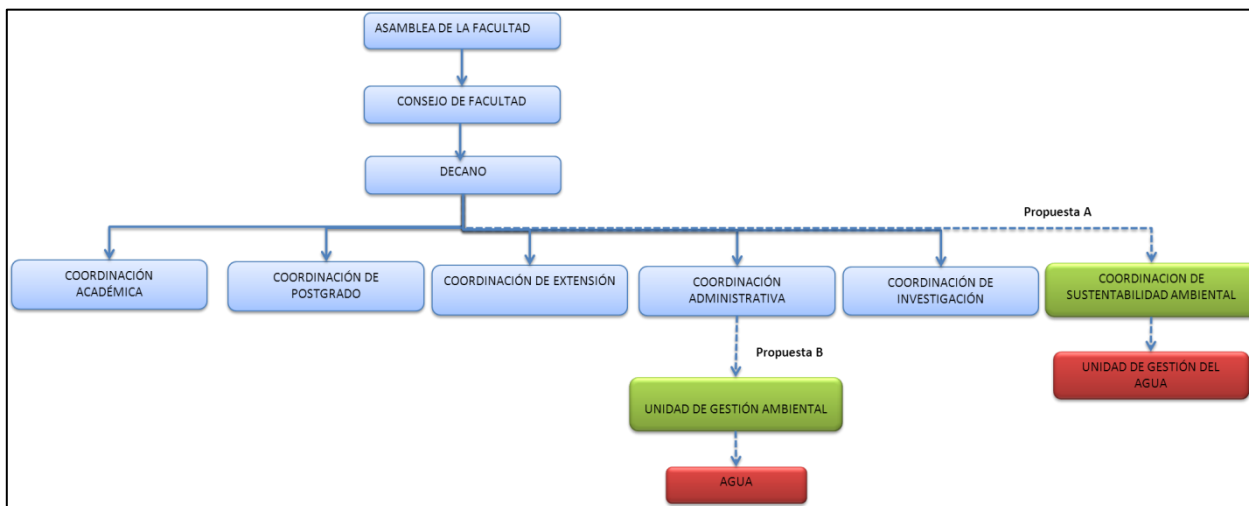 ASAMBLEA DE LA FACULTAD
CONSEJO DE FACULTAD
DECANO
Propuesta A
COORDINACIÓN
ACADÉMICA
COORDINACIÓN DE
POSTGRADO
COORDINACIÓN DE EXTENSIÓN
COORDINACIÓN
ADMINISTRATIVA
COORDINACIÓN DE
INVESTIGACIÓN
COORDINACION DE
SUSTENTABILIDAD AMBIENTAL
Propuesta B
UNIDAD DE GESTIÓN DEL
AGUA
UNIDAD DE GESTIÓN AMBIENTAL
AGUA